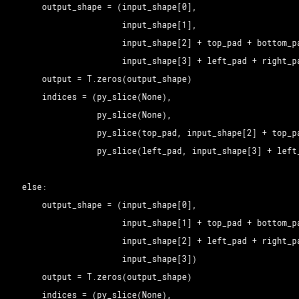 output_shape = (input_shape[0],
input_shape[1],
input_shape[2] + top_pad + bottom_pa
input_shape[3] + left_pad + right_pa
output = T.zeros(output_shape)
indices = (py_slice(None),
py_slice(None),
py_slice(top_pad, input_shape[2] + top_p
py_slice(left_pad, input_shape[3] + left_
else:
output_shape = (input_shape[0],
input_shape[1] + top_pad + bottom_pa
input_shape[2] + left_pad + right_pa
input_shape[3])
output = T.zeros(output_shape)
indices = (py_slice(None),